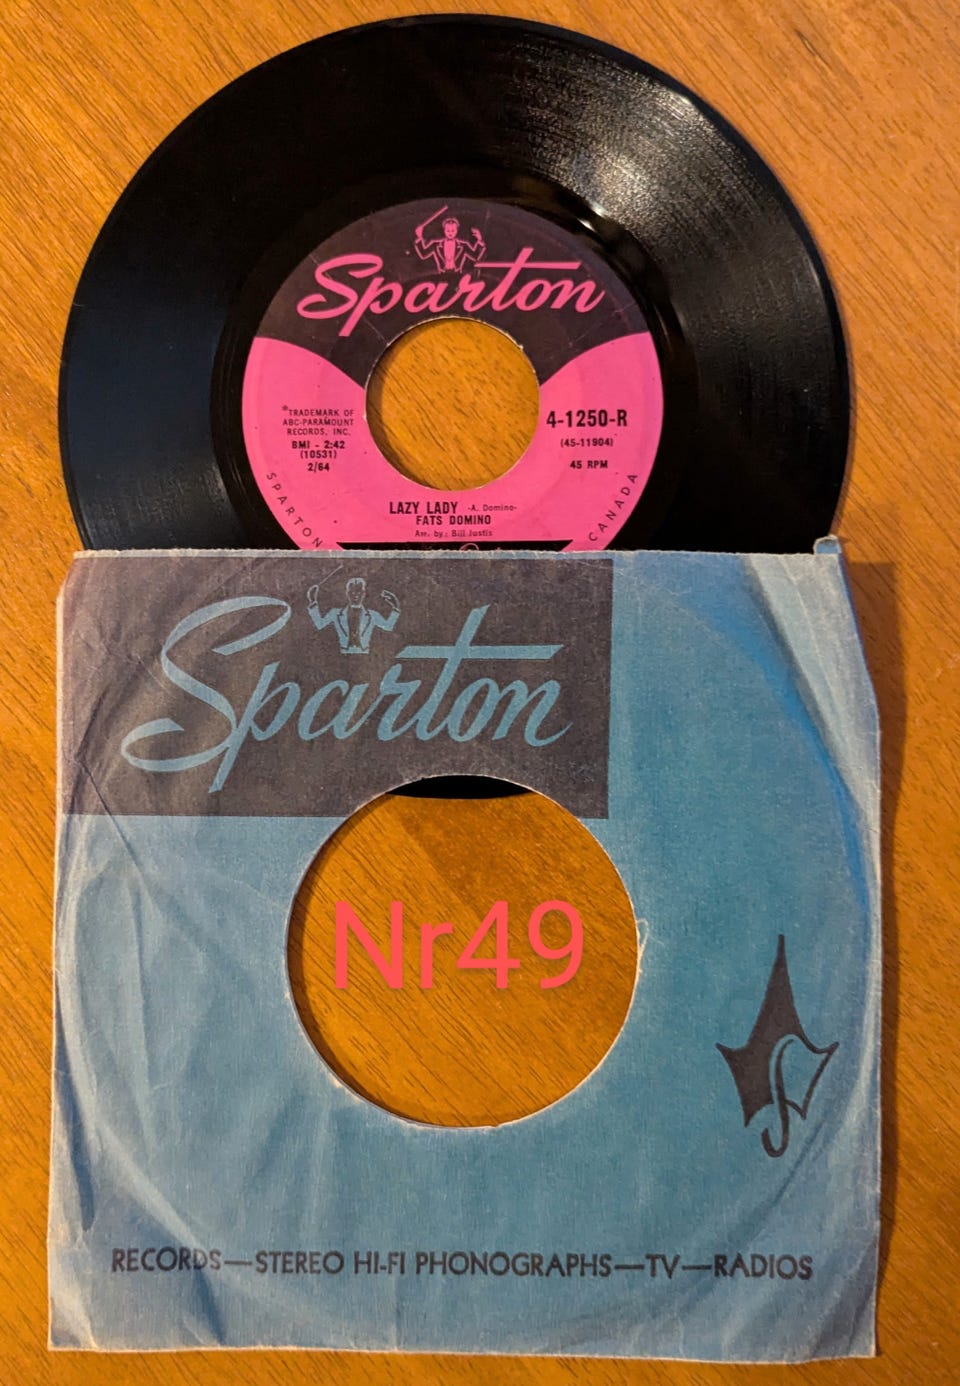 Sparton
*TRADEMARK OF
ABC-PARAMOUNT
RECORDS, INC.
BMI - 2:42
(10531)
2/64
4-1250-R
(45-11904)
45 RPM
LAZY LADY -A. Domino-
FATS DOMINO
Arr. by: Bill Justis
SPARTON
CANADA
Sparton
Nr49
RECORDS—STEREO HI-FI PHONOGRAPHS—TV—RADIOS